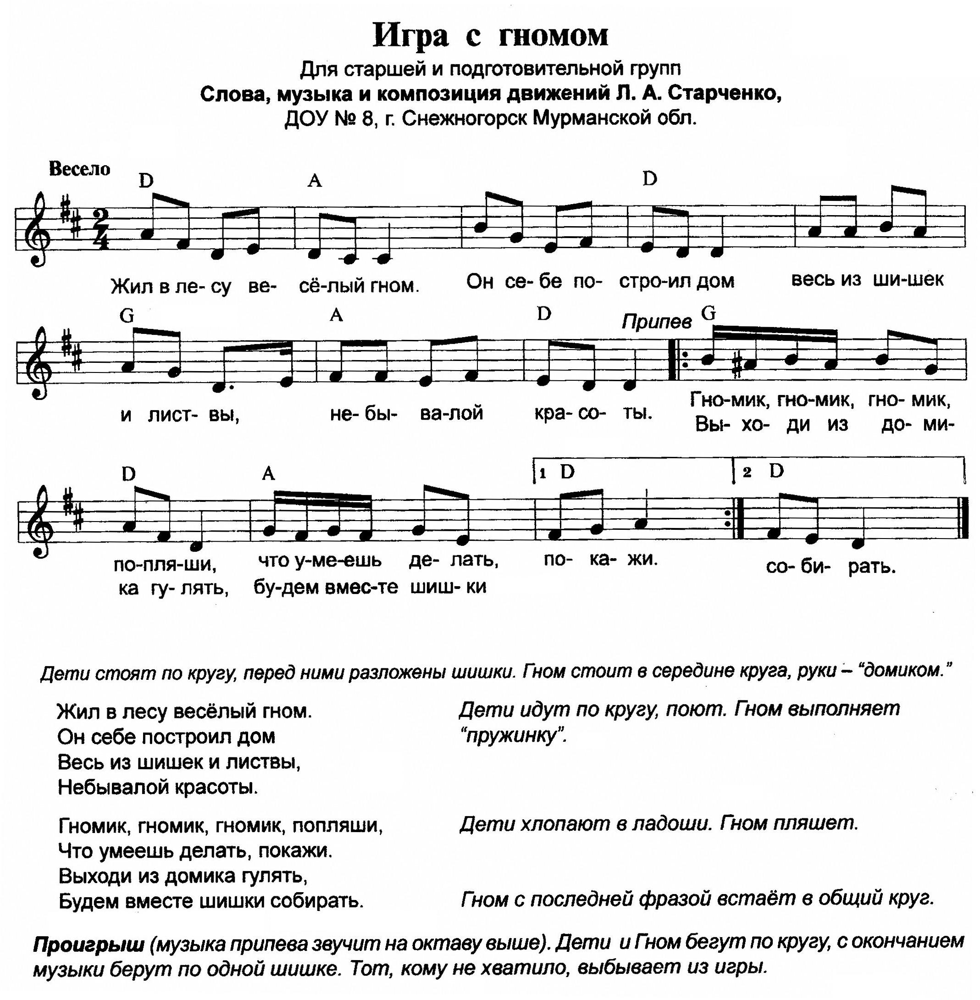 Игра с гномом
Для старшей и подготовительной групп
Слова, музыка и композиция движений Л. А. Старченко,
ДОУ № 8, г. Снежногорск Мурманской обл.
Весело
D A D
2/4
Жил в ле- су ве- сё-лый гном. Он се- бе по- стро-ил дом весь из ши-шек
G A D Припев G
и лист- вы, не- бы- ва-лой кра- со- ты. Гно-мик, гно-мик, гно- мик,
Вы- хо- ди из до- ми-
D A 1 D 2 D
по-пля-ши, что у-ме-ешь де- лать, по- ка- жи. со- би- рать.
ка гу- лять, бу-дем вмес-те шиш- ки
Дети стоят по кругу, перед ними разложены шишки. Гном стоит в середине круга, руки – “домиком.”
Жил в лесу весёлый гном. Дети идут по кругу, поют. Гном выполняет
Он себе построил дом “пружинку”.
Весь из шишек и листвы,
Небывалой красоты.
Гномик, гномик, гномик, попляши, Дети хлопают в ладоши. Гном пляшет.
Что умеешь делать, покажи.
Выходи из домика гулять,
Будем вместе шишки собирать. Гном с последней фразой встаёт в общий круг.
Проигрыш (музыка припева звучит на октаву выше). Дети и Гном бегут по кругу, с окончанием
музыки берут по одной шишке. Тот, кому не хватило, выбывает из игры.